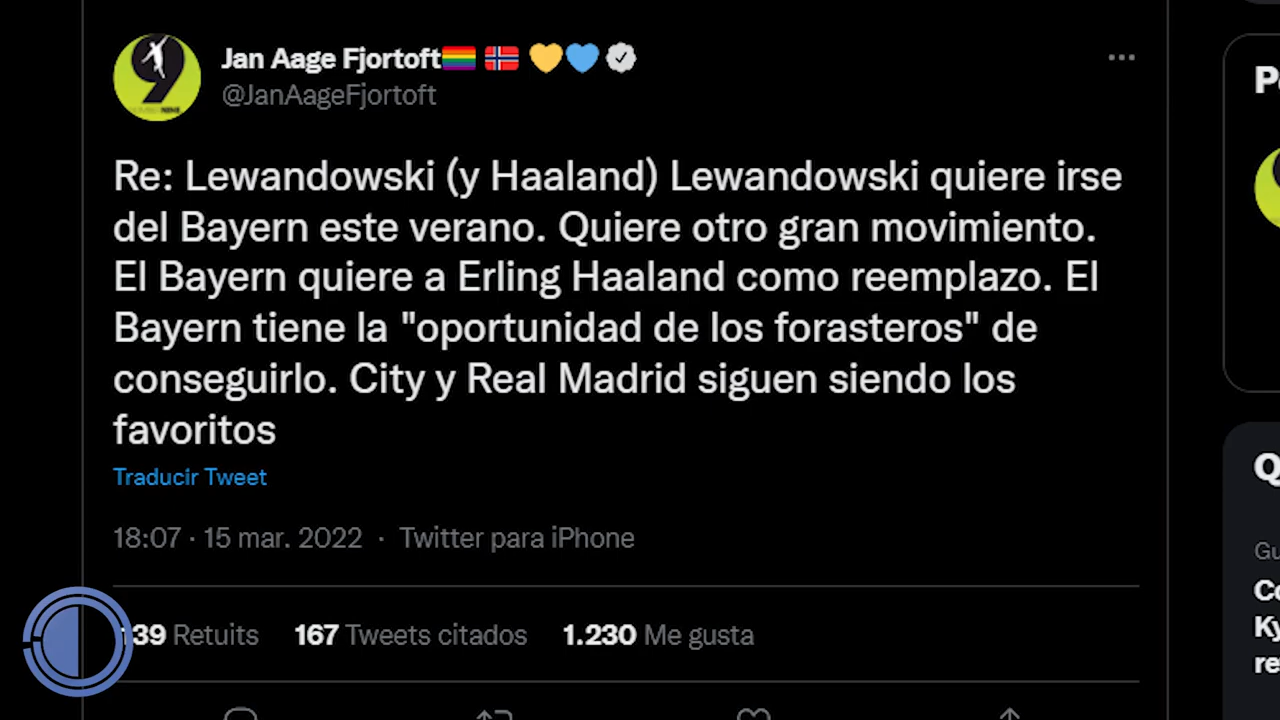 Jan Aage Fjortoft
@JanAageFjortoft
Re: Lewandowski (y Haaland) Lewandowski quiere irse
del Bayern este verano. Quiere otro gran movimiento.
El Bayern quiere a Erling Haaland como reemplazo. El
Bayern tiene la "oportunidad de los forasteros" de
conseguirlo. City y Real Madrid siguen siendo los
favoritos
Traducir Tweet
18:07 · 15 mar. 2022 · Twitter para iPhone
Retuits 167 Tweets citados 1.230 Me gusta